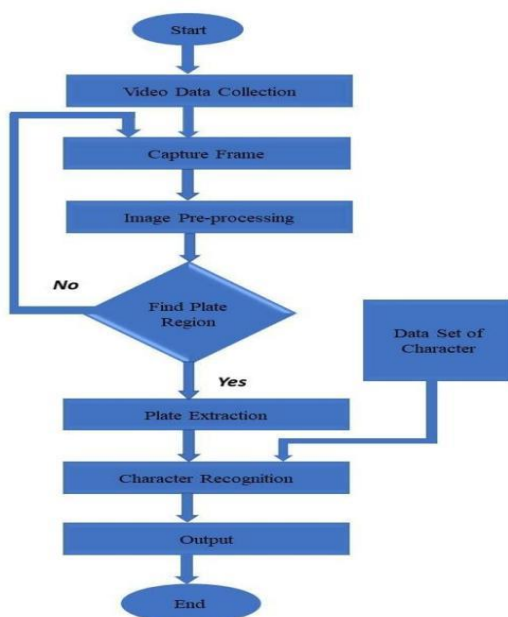 Start
Video Data Collection
Capture Frame
Image Pre-processing
No
Find Plate
Region
Data Set of
Character
Yes
Plate Extraction
Character Recognition
Output
End